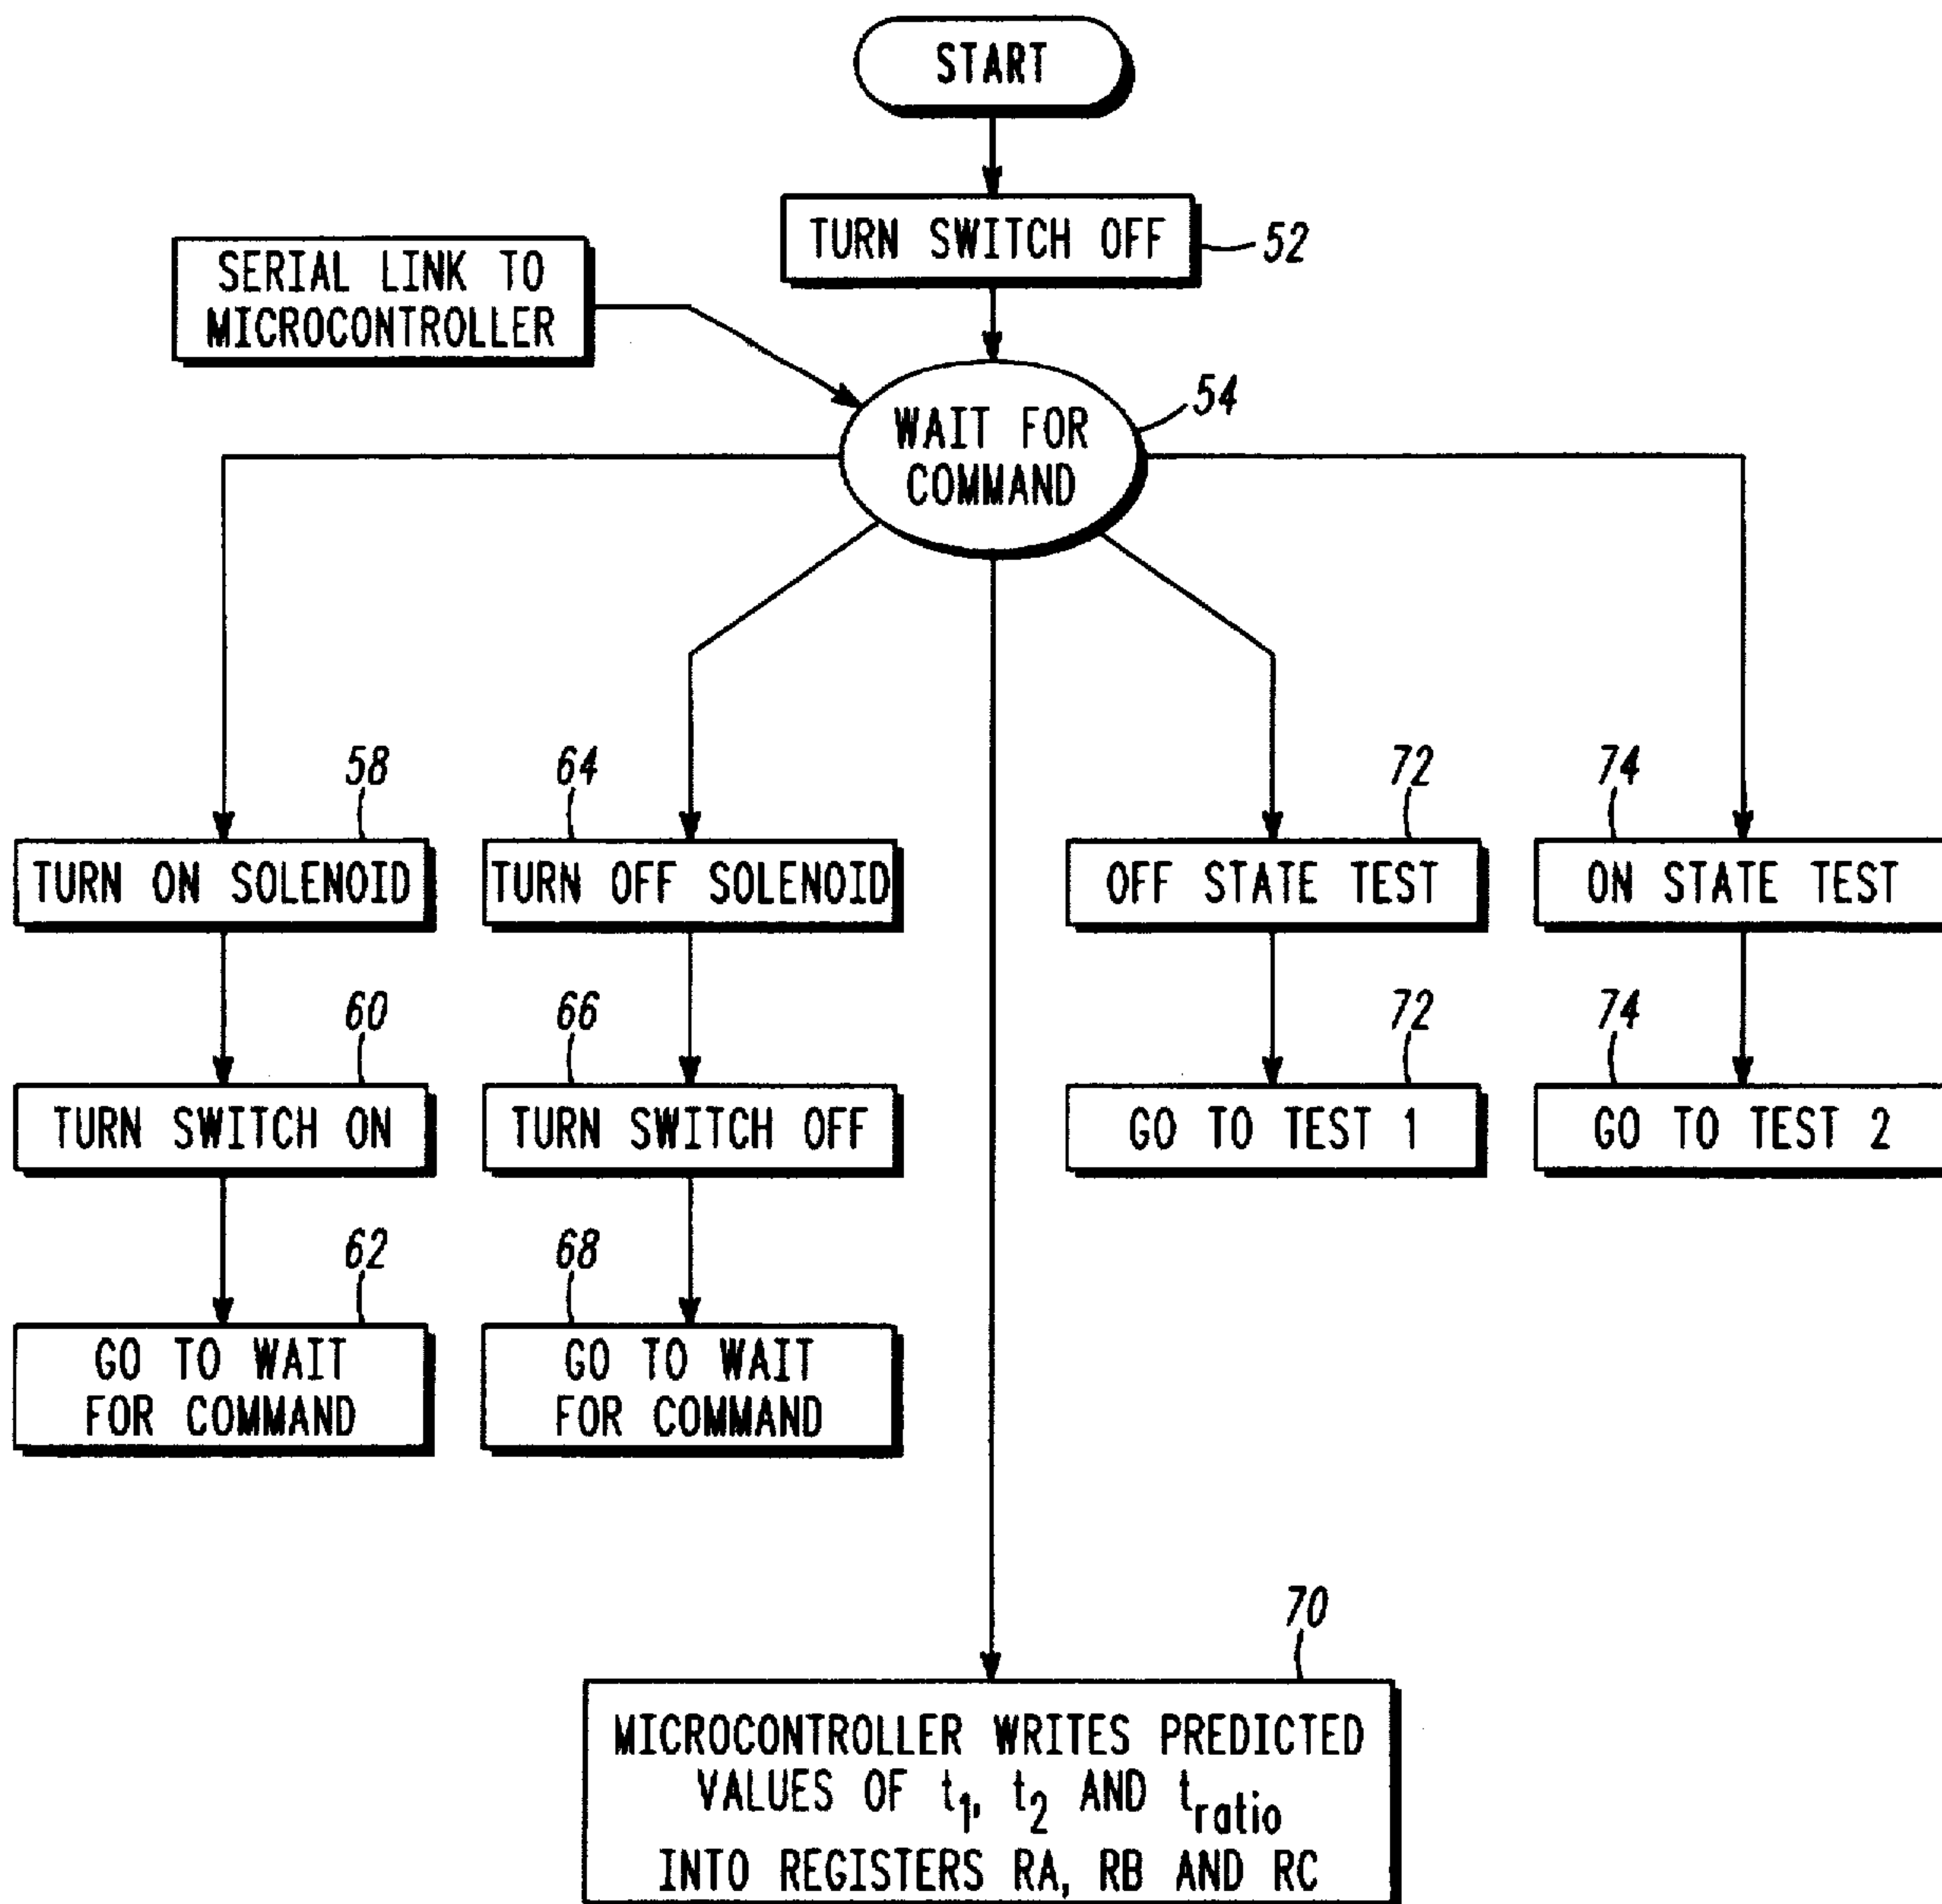 START
TURN SWITCH OFF
52
SERIAL LINK TO
MICROCONTROLLER
WAIT FOR
COMMAND
54
58
TURN ON SOLENOID
60
TURN SWITCH ON
62
GO TO WAIT
FOR COMMAND
64
TURN OFF SOLENOID
66
TURN SWITCH OFF
68
GO TO WAIT
FOR COMMAND
72
OFF STATE TEST
72
GO TO TEST 1
74
ON STATE TEST
74
GO TO TEST 2
70
MICROCONTROLLER WRITES PREDICTED
VALUES OF t₁, t₂ AND t_ratio
INTO REGISTERS RA, RB AND RC